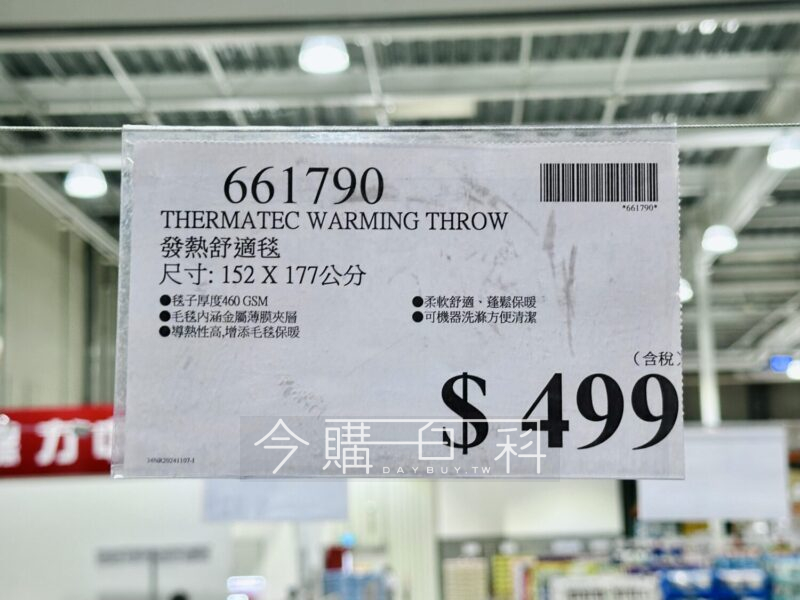 661790
*661790*
THERMATEC WARMING THROW
發熱舒適毯
尺寸: 152 X 177公分
●毯子厚度460 GSM
●毛毯內涵金屬薄膜夾層
●導熱性高,增添毛毯保暖
●柔軟舒適、蓬鬆保暖
●可機器洗滌方便清潔
(含稅)
$ 499
今購百科
DAYBUY.TW